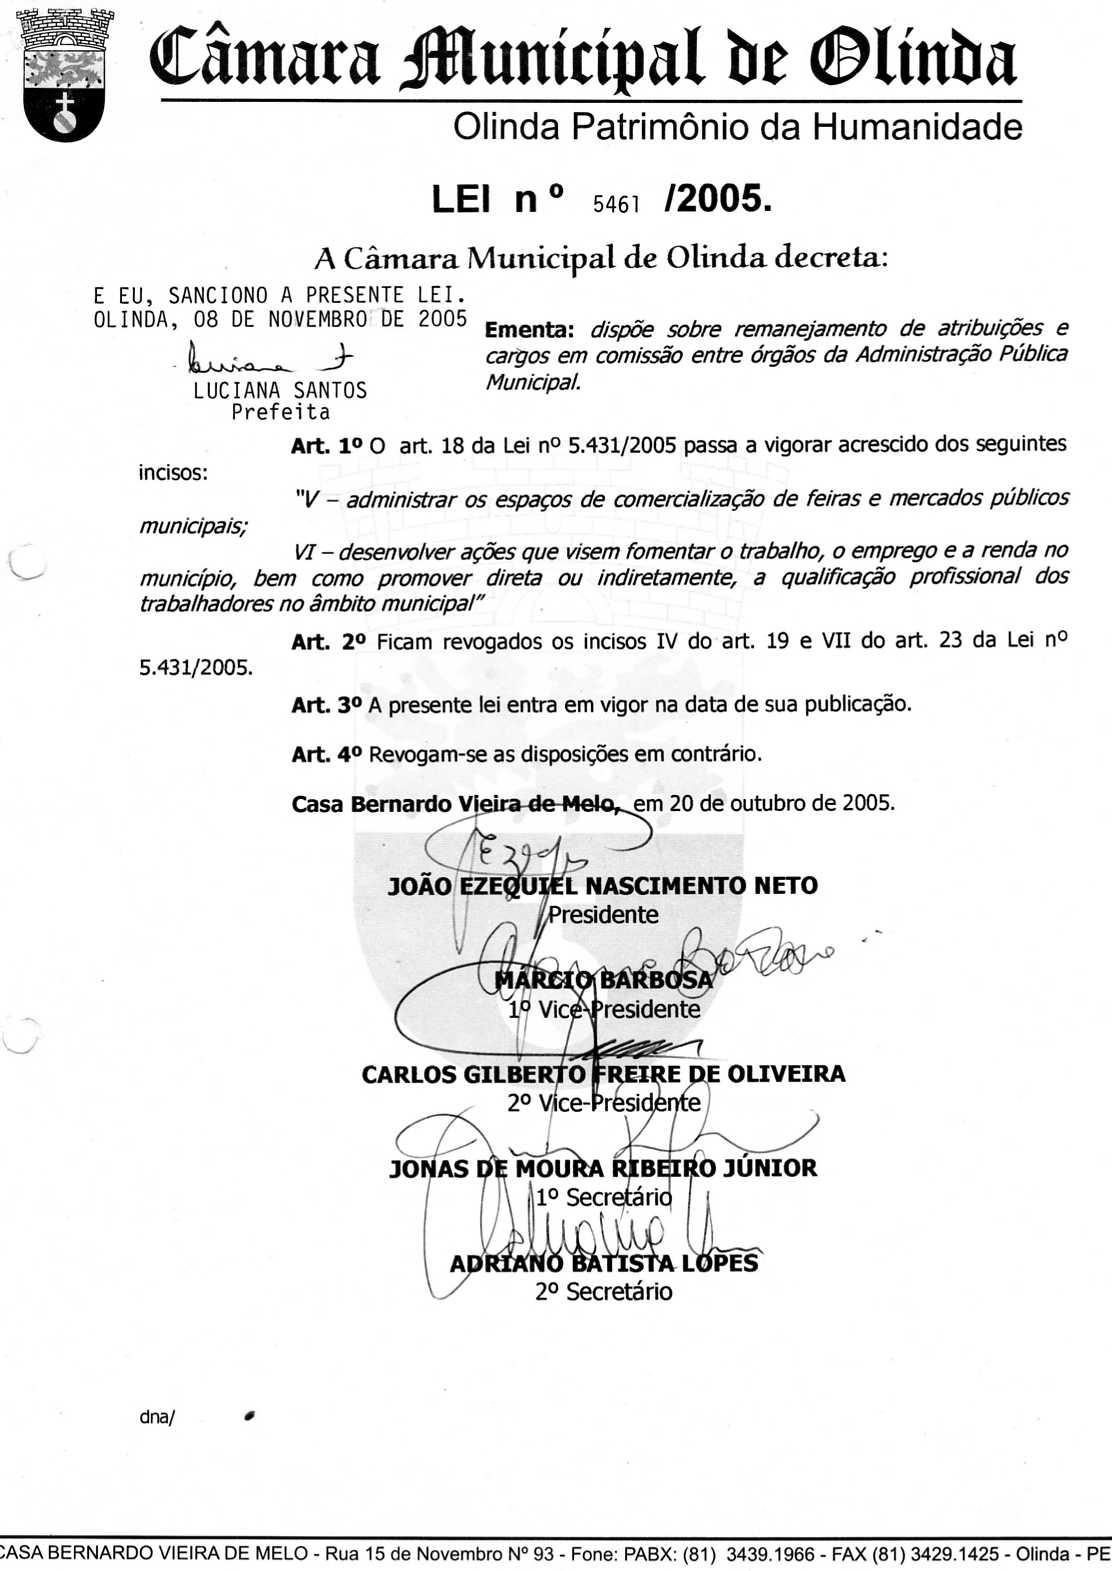 Câmara Municipal de Olinda
Olinda Patrimônio da Humanidade
LEI nº 5461 /2005.
A Câmara Municipal de Olinda decreta:
E EU, SANCIONO A PRESENTE LEI.
OLINDA, 08 DE NOVEMBRO DE 2005
LUCIANA SANTOS
Prefeita
Ementa: dispõe sobre remanejamento de atribuições e
cargos em comissão entre órgãos da Administração Pública
Municipal.
Art. 1º O art. 18 da Lei nº 5.431/2005 passa a vigorar acrescido dos seguintes
incisos:
"V – administrar os espaços de comercialização de feiras e mercados públicos
municipais;
VI – desenvolver ações que visem fomentar o trabalho, o emprego e a renda no
município, bem como promover direta ou indiretamente, a qualificação profissional dos
trabalhadores no âmbito municipal”
Art. 2º Ficam revogados os incisos IV do art. 19 e VII do art. 23 da Lei nº
5.431/2005.
Art. 3º A presente lei entra em vigor na data de sua publicação.
Art. 4º Revogam-se as disposições em contrário.
Casa Bernardo Vieira de Melo, em 20 de outubro de 2005.
JOÃO EZEQUIEL NASCIMENTO NETO
Presidente
MÁRCIO BARBOSA
1º Vice-Presidente
CARLOS GILBERTO FREIRE DE OLIVEIRA
2º Vice-Presidente
JONAS DE MOURA RIBEIRO JÚNIOR
1º Secretário
ADRIANO BATISTA LOPES
2º Secretário
dna/
CASA BERNARDO VIEIRA DE MELO - Rua 15 de Novembro Nº 93 - Fone: PABX: (81) 3439.1966 - FAX (81) 3429.1425 - Olinda - PE